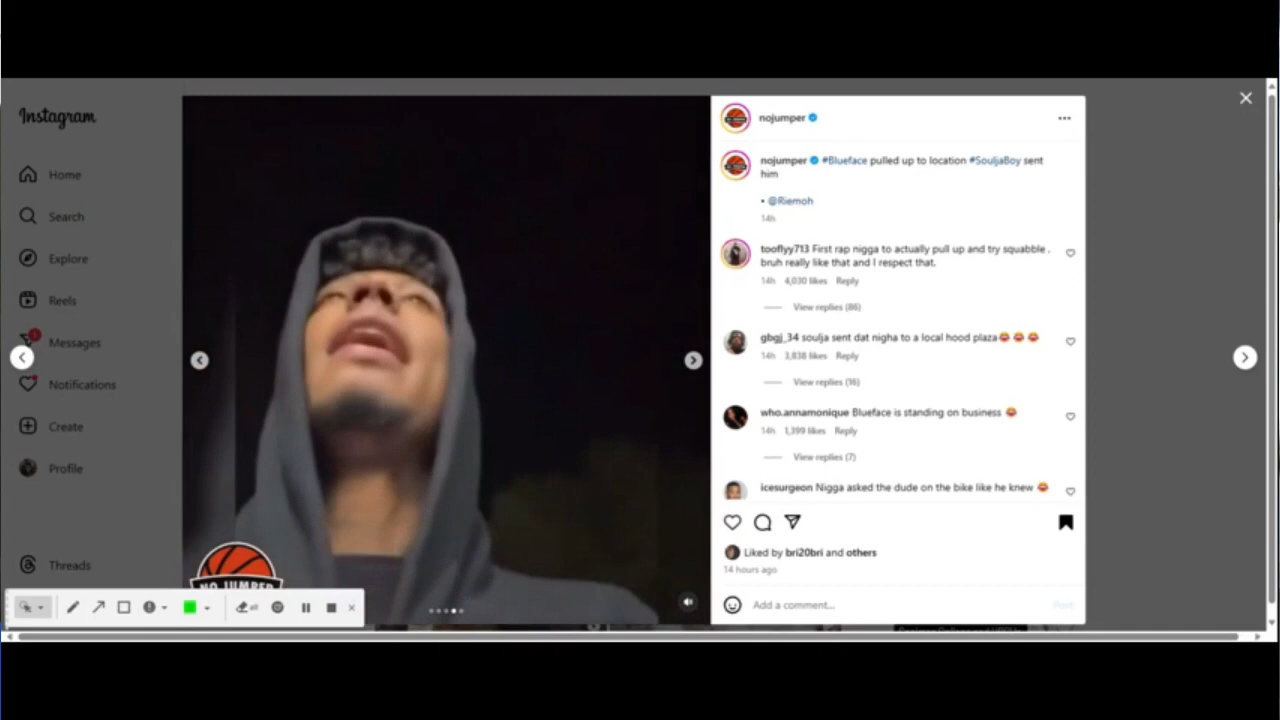 Instagram
Home
Search
Explore
Reels
Messages
Notifications
Create
Profile
Threads
NO JUMPER
all
nojumper
nojumper #Blueface pulled up to location #SouljaBoy sent
him
• @Riemoh
14h
tooflyy713 First rap nigga to actually pull up and try squabble .
bruh really like that and I respect that.
14h 4,030 likes Reply
View replies (86)
gbgj_34 soulja sent dat nigha to a local hood plaza😂 😂 😂
14h 3,838 likes Reply
View replies (16)
who.annamonique Blueface is standing on business 😂
14h 1,399 likes Reply
View replies (7)
icesurgeon Nigga asked the dude on the bike like he knew 😂
Liked by bri20bri and others
14 hours ago
Add a comment...
Post